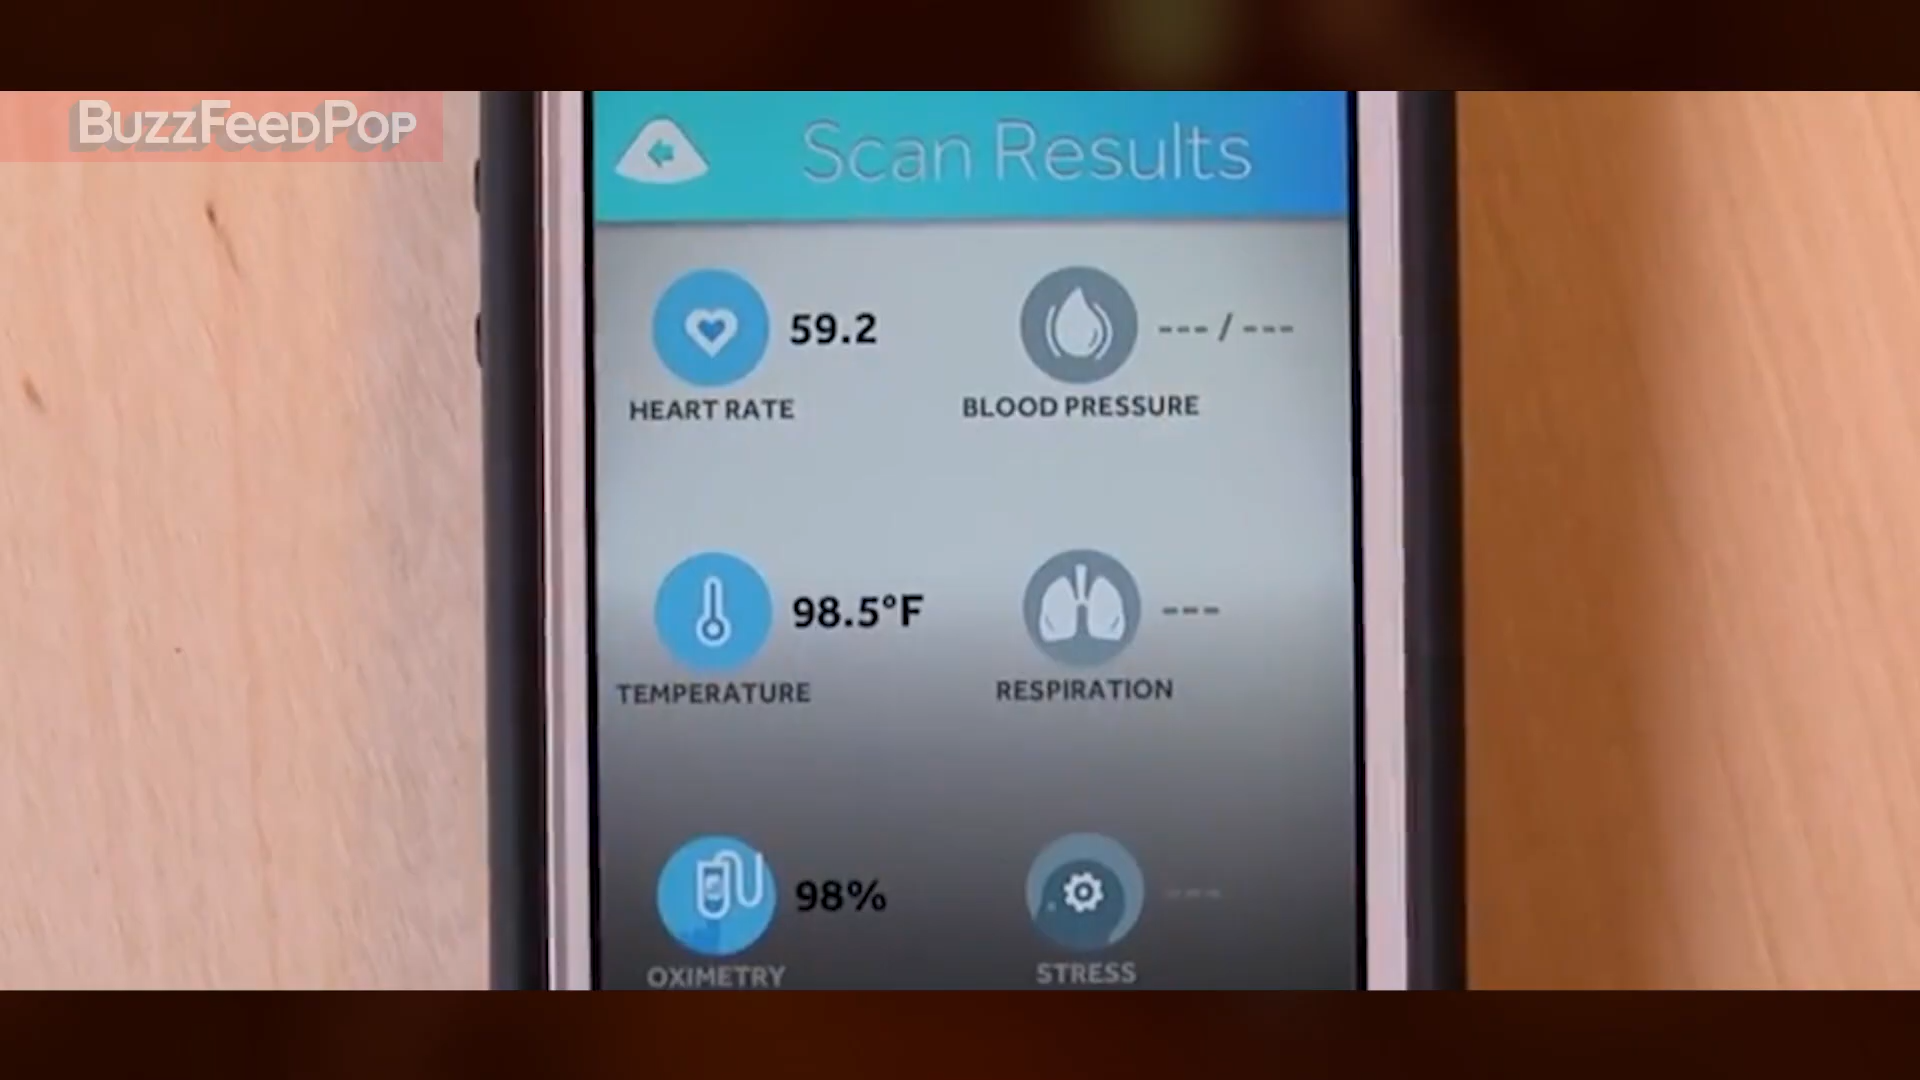 BuzzFeedPop
Scan Results
59.2
--- / ---
HEART RATE
BLOOD PRESSURE
98.5°F
---
TEMPERATURE
RESPIRATION
98%
---
OXIMETRY
STRESS